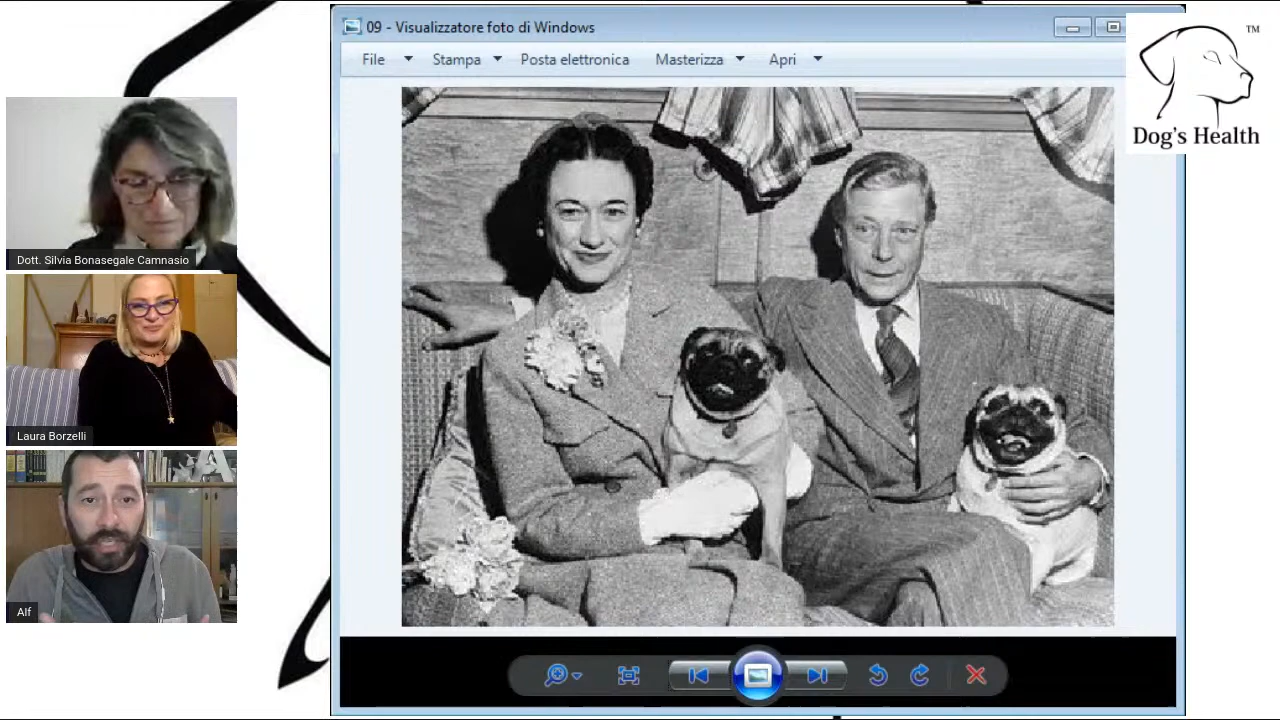 09 - Visualizzatore foto di Windows
File Stampa Posta elettronica Masterizza Apri
TM
Dog's Health
Dott. Silvia Bonasegale Camnasio
Laura Borzelli
Alf